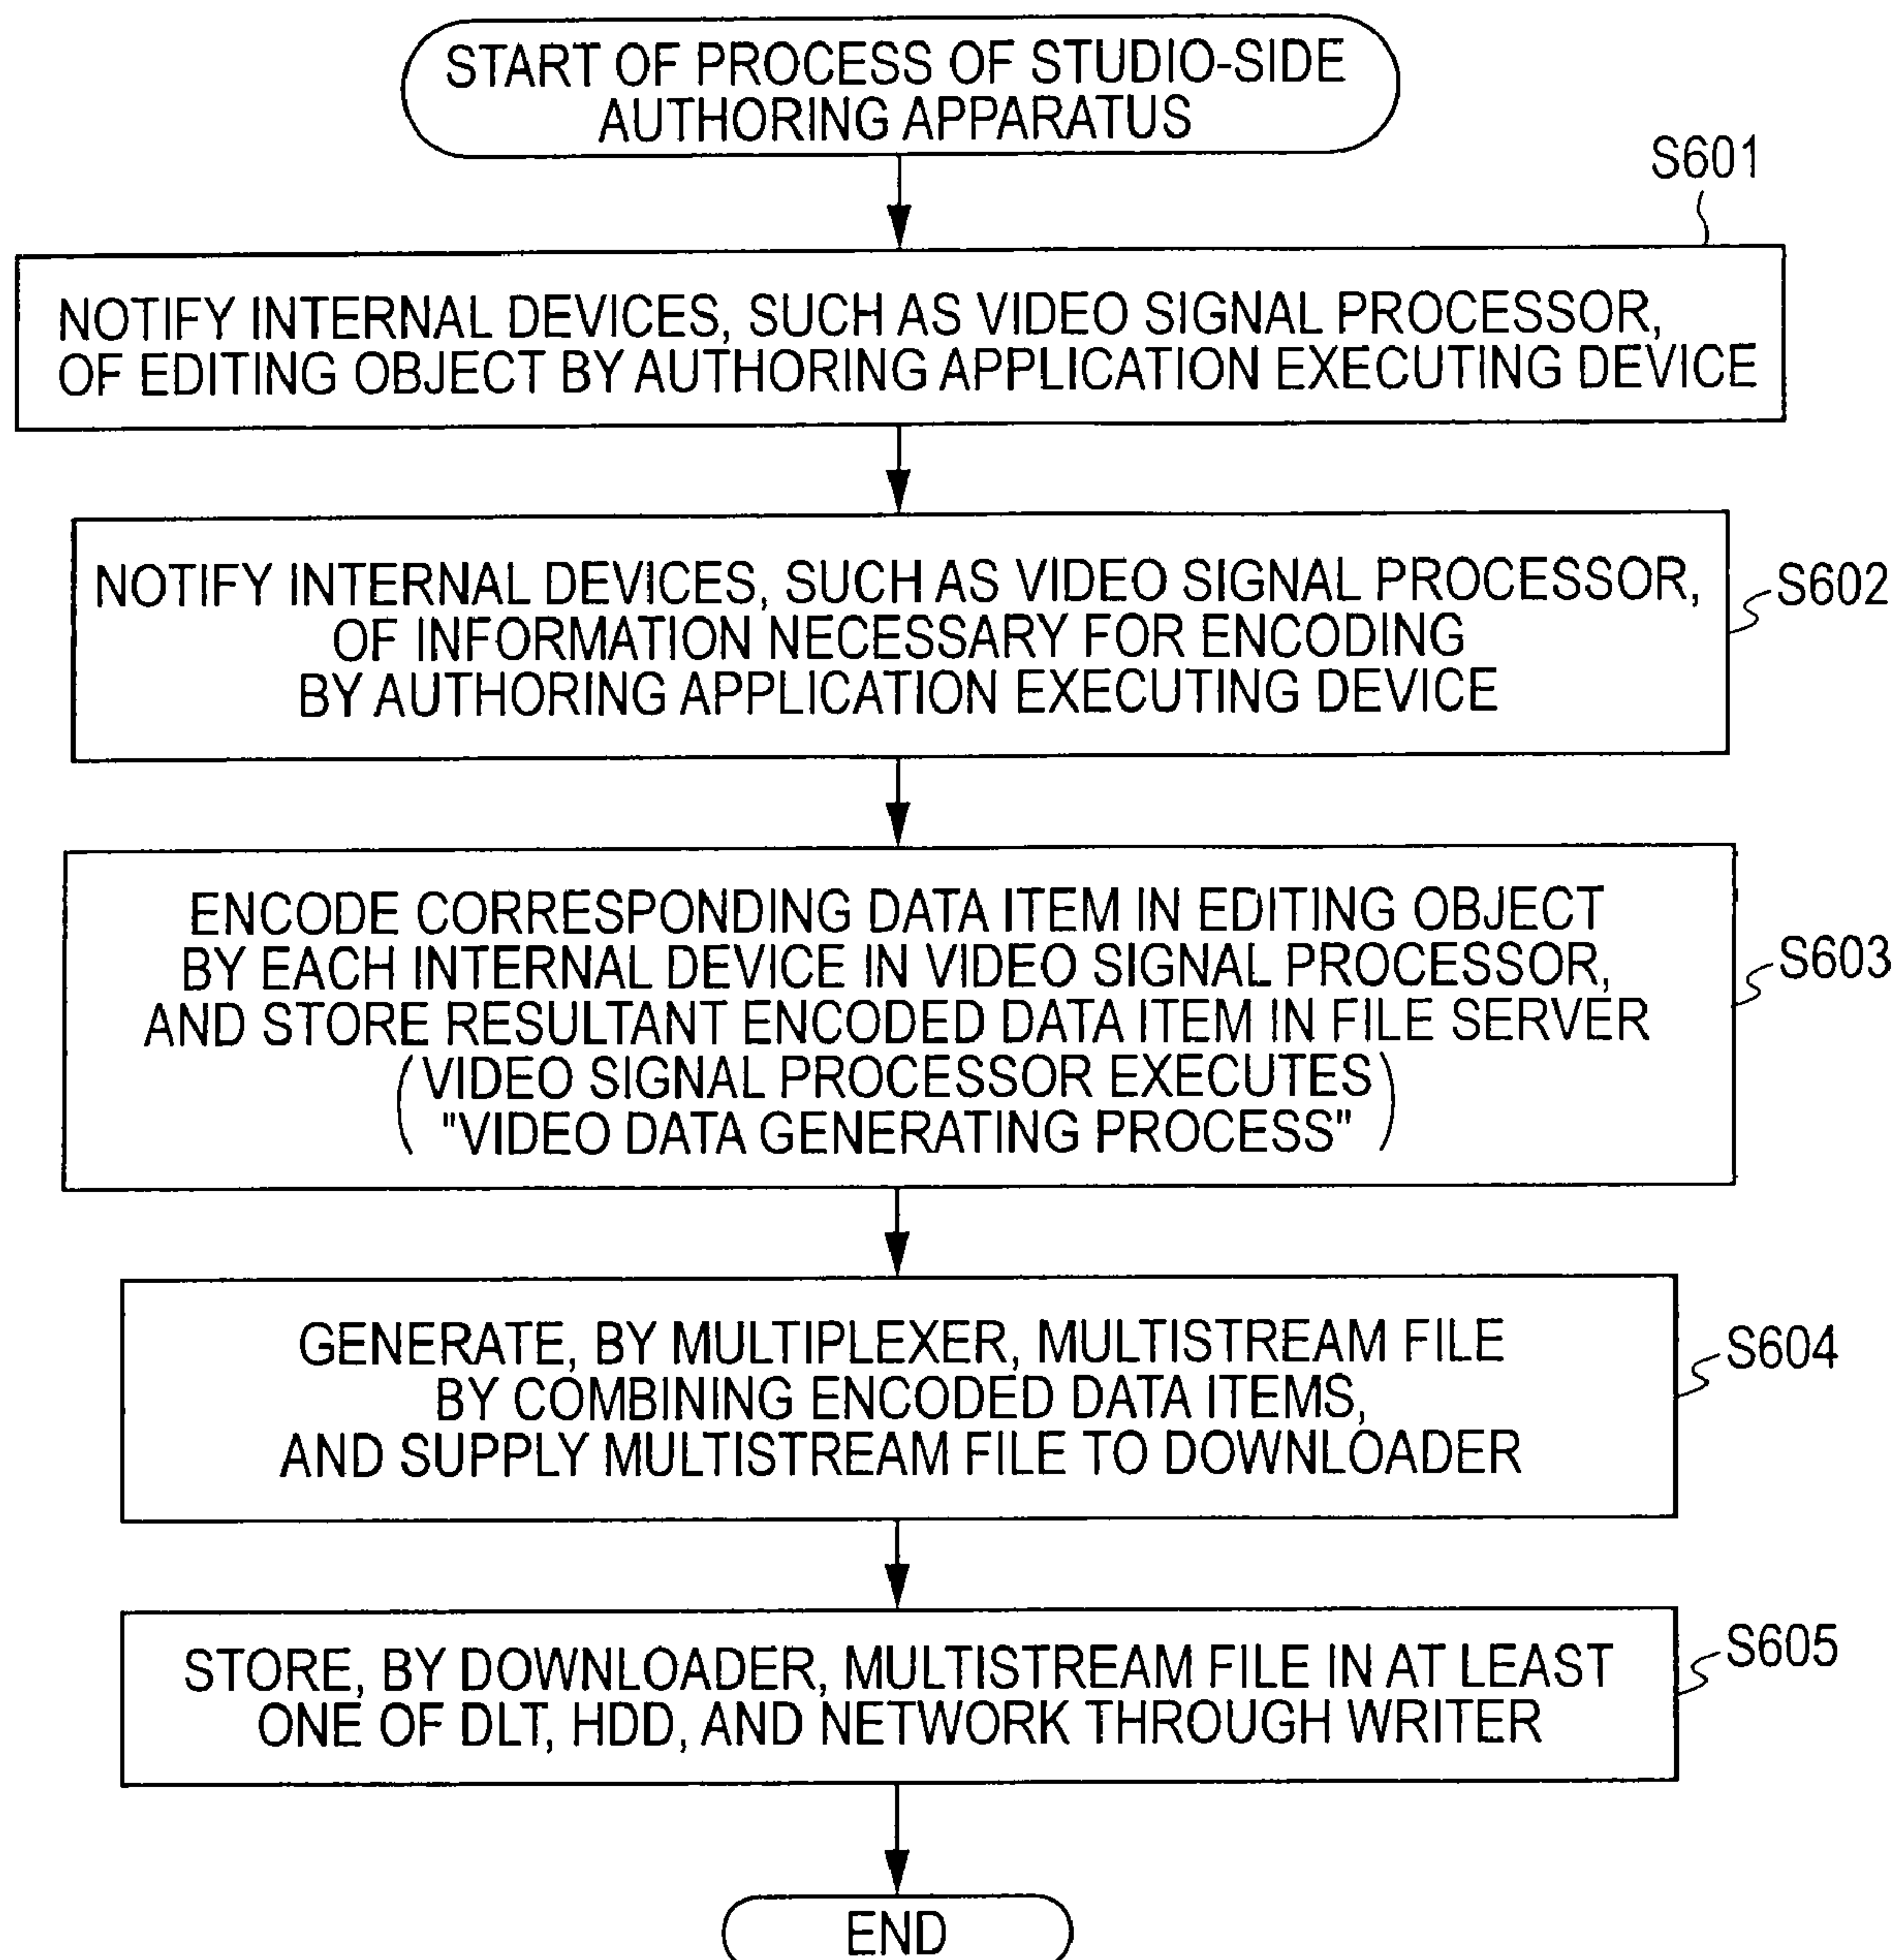 START OF PROCESS OF STUDIO-SIDE
AUTHORING APPARATUS
S601
NOTIFY INTERNAL DEVICES, SUCH AS VIDEO SIGNAL PROCESSOR,
OF EDITING OBJECT BY AUTHORING APPLICATION EXECUTING DEVICE
NOTIFY INTERNAL DEVICES, SUCH AS VIDEO SIGNAL PROCESSOR,
OF INFORMATION NECESSARY FOR ENCODING
BY AUTHORING APPLICATION EXECUTING DEVICE
S602
ENCODE CORRESPONDING DATA ITEM IN EDITING OBJECT
BY EACH INTERNAL DEVICE IN VIDEO SIGNAL PROCESSOR,
AND STORE RESULTANT ENCODED DATA ITEM IN FILE SERVER
(VIDEO SIGNAL PROCESSOR EXECUTES
"VIDEO DATA GENERATING PROCESS")
S603
GENERATE, BY MULTIPLEXER, MULTISTREAM FILE
BY COMBINING ENCODED DATA ITEMS,
AND SUPPLY MULTISTREAM FILE TO DOWNLOADER
S604
STORE, BY DOWNLOADER, MULTISTREAM FILE IN AT LEAST
ONE OF DLT, HDD, AND NETWORK THROUGH WRITER
S605
END